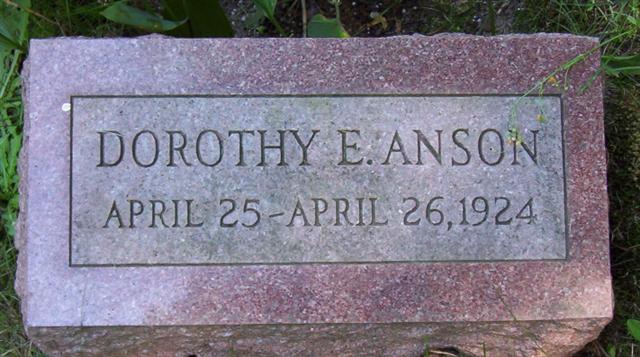 DOROTHY E. ANSON
APRIL 25 – APRIL 26, 1924